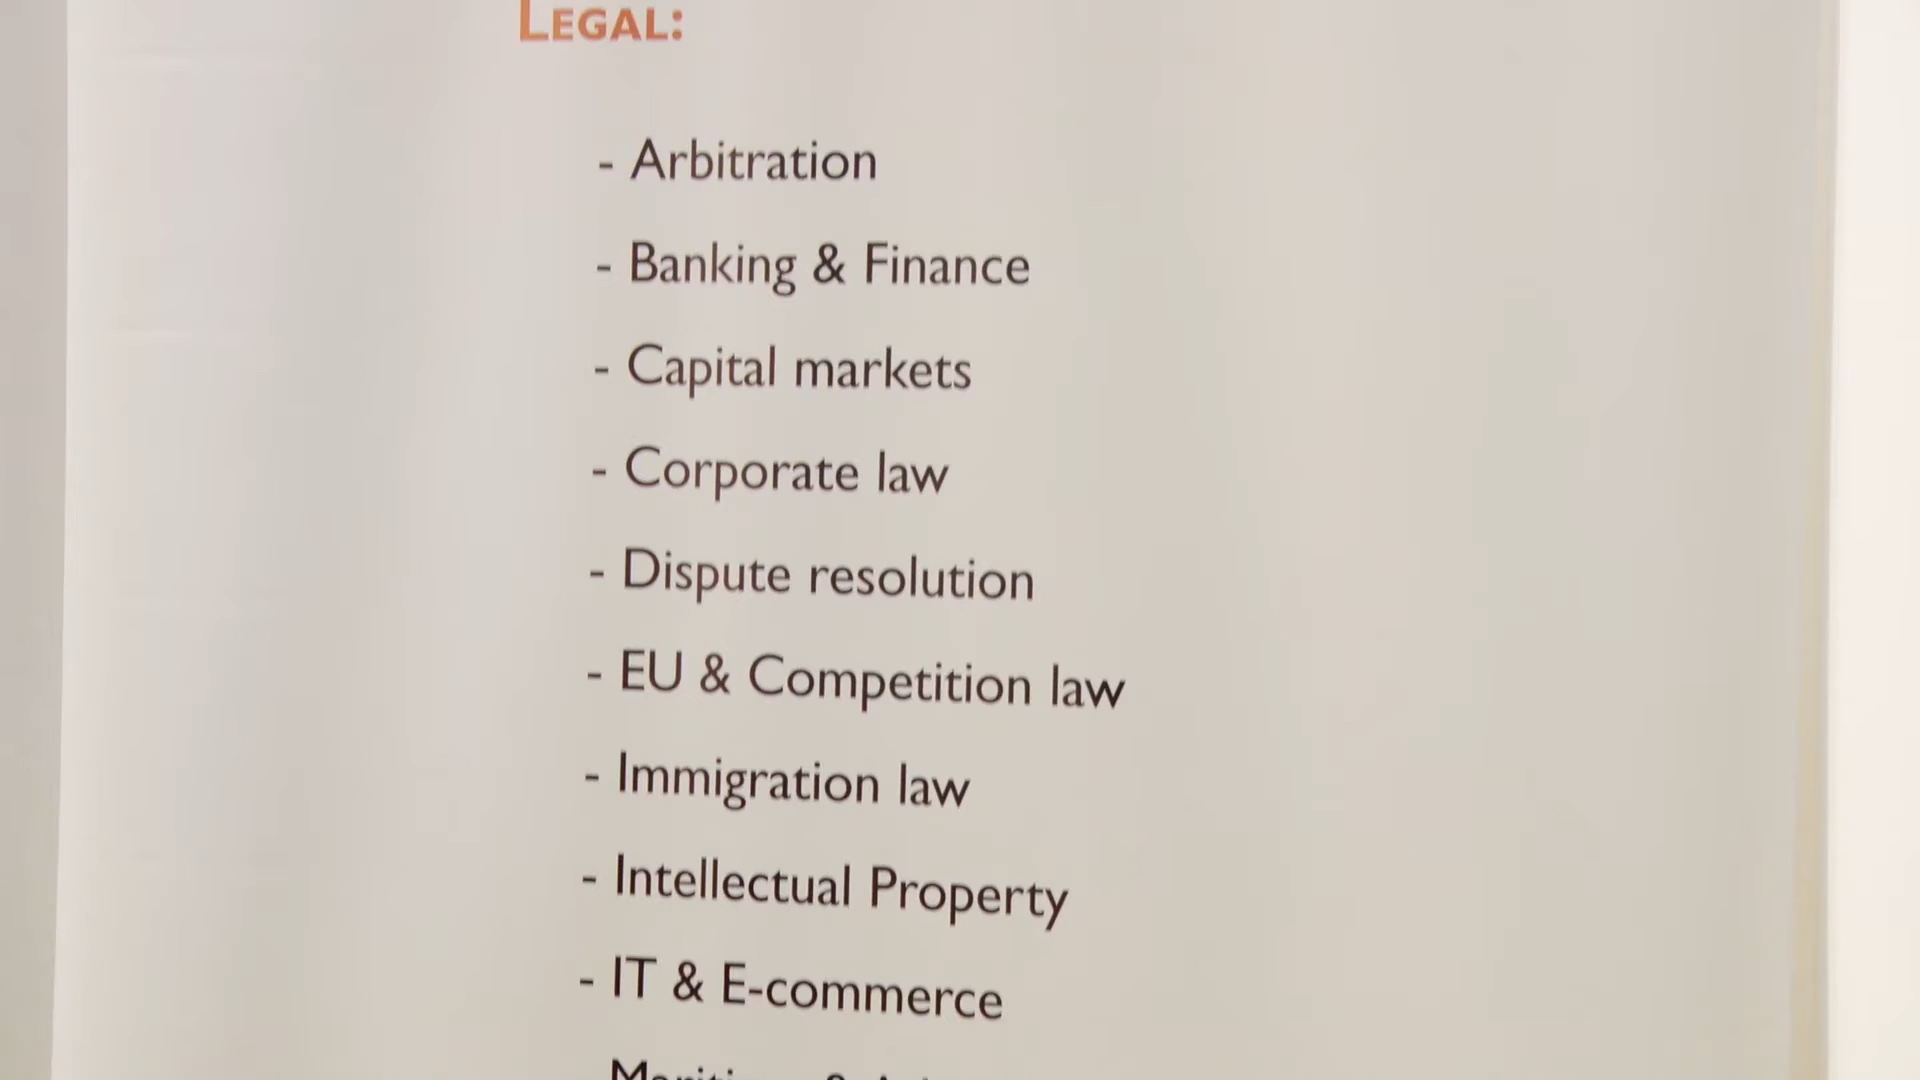 LEGAL:
- Arbitration
- Banking & Finance
- Capital markets
- Corporate law
- Dispute resolution
- EU & Competition law
- Immigration law
- Intellectual Property
- IT & E-commerce